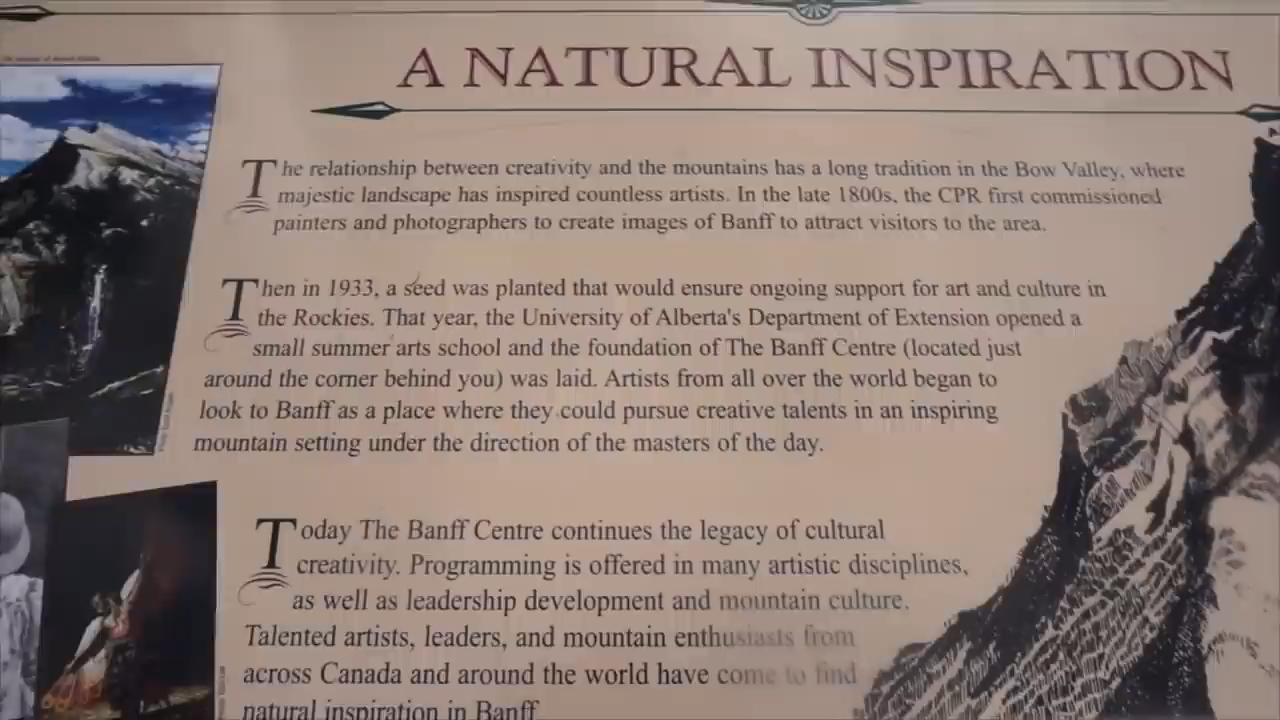 A NATURAL INSPIRATION
The relationship between creativity and the mountains has a long tradition in the Bow Valley, where
majestic landscape has inspired countless artists. In the late 1800s, the CPR first commissioned
painters and photographers to create images of Banff to attract visitors to the area.
Then in 1933, a seed was planted that would ensure ongoing support for art and culture in
the Rockies. That year, the University of Alberta's Department of Extension opened a
small summer arts school and the foundation of The Banff Centre (located just
around the corner behind you) was laid. Artists from all over the world began to
look to Banff as a place where they could pursue creative talents in an inspiring
mountain setting under the direction of the masters of the day.
Today The Banff Centre continues the legacy of cultural
creativity. Programming is offered in many artistic disciplines,
as well as leadership development and mountain culture.
Talented artists, leaders, and mountain enthusiasts from
across Canada and around the world have come to find
natural inspiration in Banff